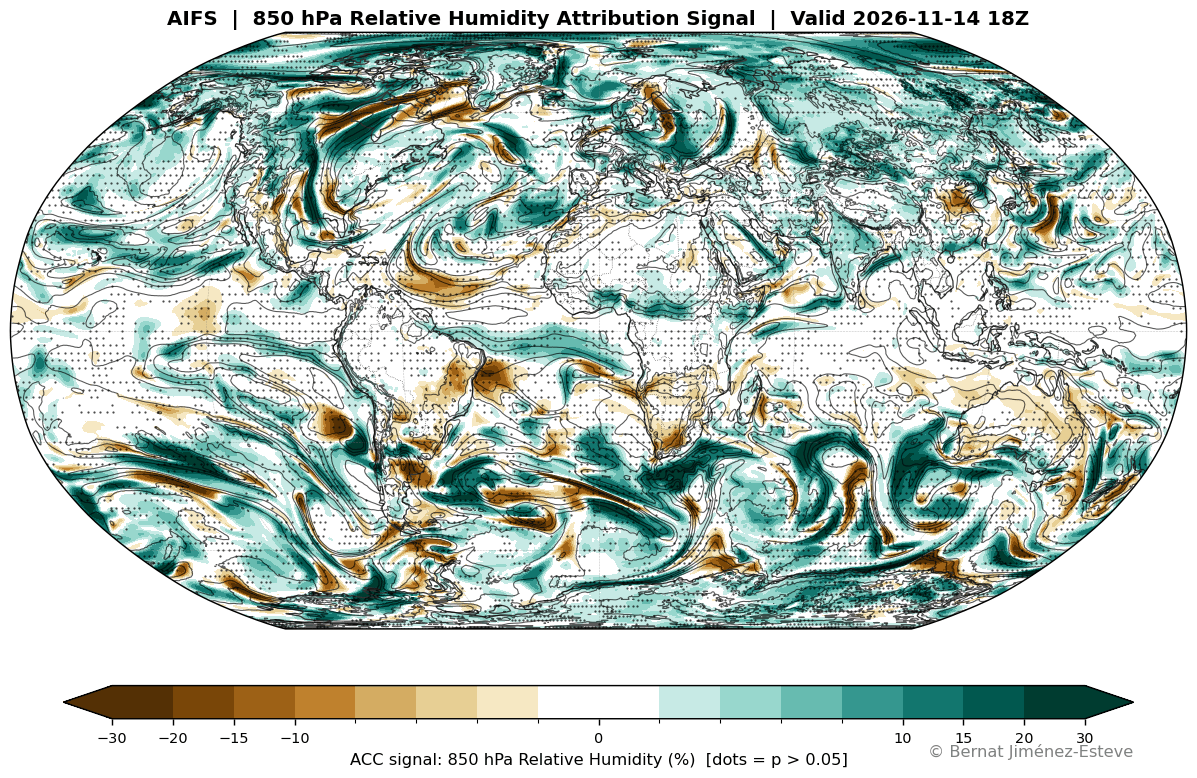 AIFS | 850 hPa Relative Humidity Attribution Signal | Valid 2026-11-14 18Z
−30 −20 −15 −10 0 10 15 20 30
ACC signal: 850 hPa Relative Humidity (%) [dots = p > 0.05]
© Bernat Jiménez-Esteve